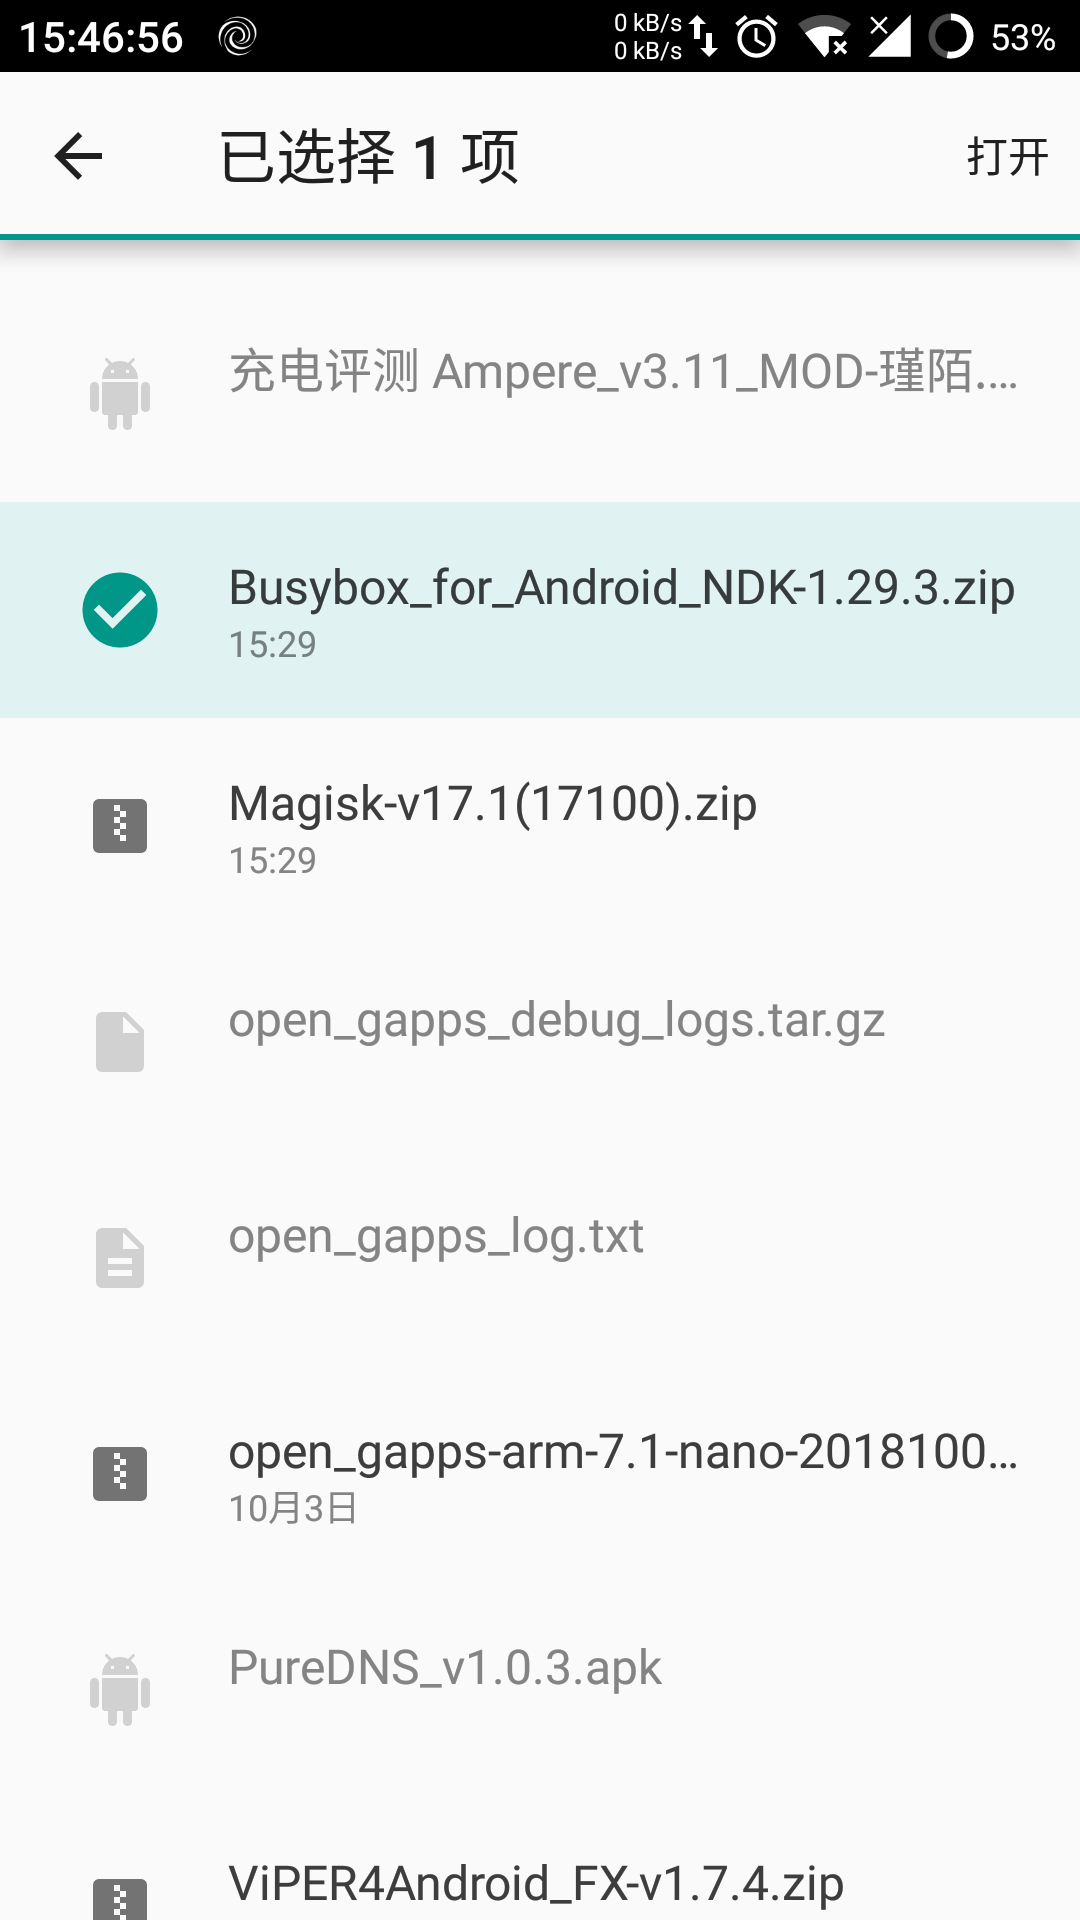 15:46:56
0 kB/s
0 kB/s
53%
已选择 1 项
打开
充电评测 Ampere_v3.11_MOD-瑾陌.…
Busybox_for_Android_NDK-1.29.3.zip
15:29
Magisk-v17.1(17100).zip
15:29
open_gapps_debug_logs.tar.gz
open_gapps_log.txt
open_gapps-arm-7.1-nano-2018100…
10月3日
PureDNS_v1.0.3.apk
ViPER4Android_FX-v1.7.4.zip